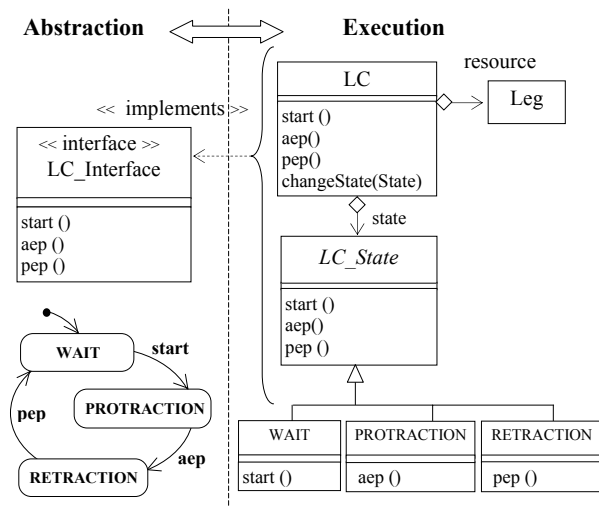 Abstraction
Execution
<< implements >>
<< interface >>
LC_Interface
start ()
aep ()
pep ()
LC
start ()
aep()
pep()
changeState(State)
resource
Leg
state
LC_State
start ()
aep()
pep ()
WAIT
start
PROTRACTION
aep
RETRACTION
pep
WAIT
start ()
PROTRACTION
aep ()
RETRACTION
pep ()